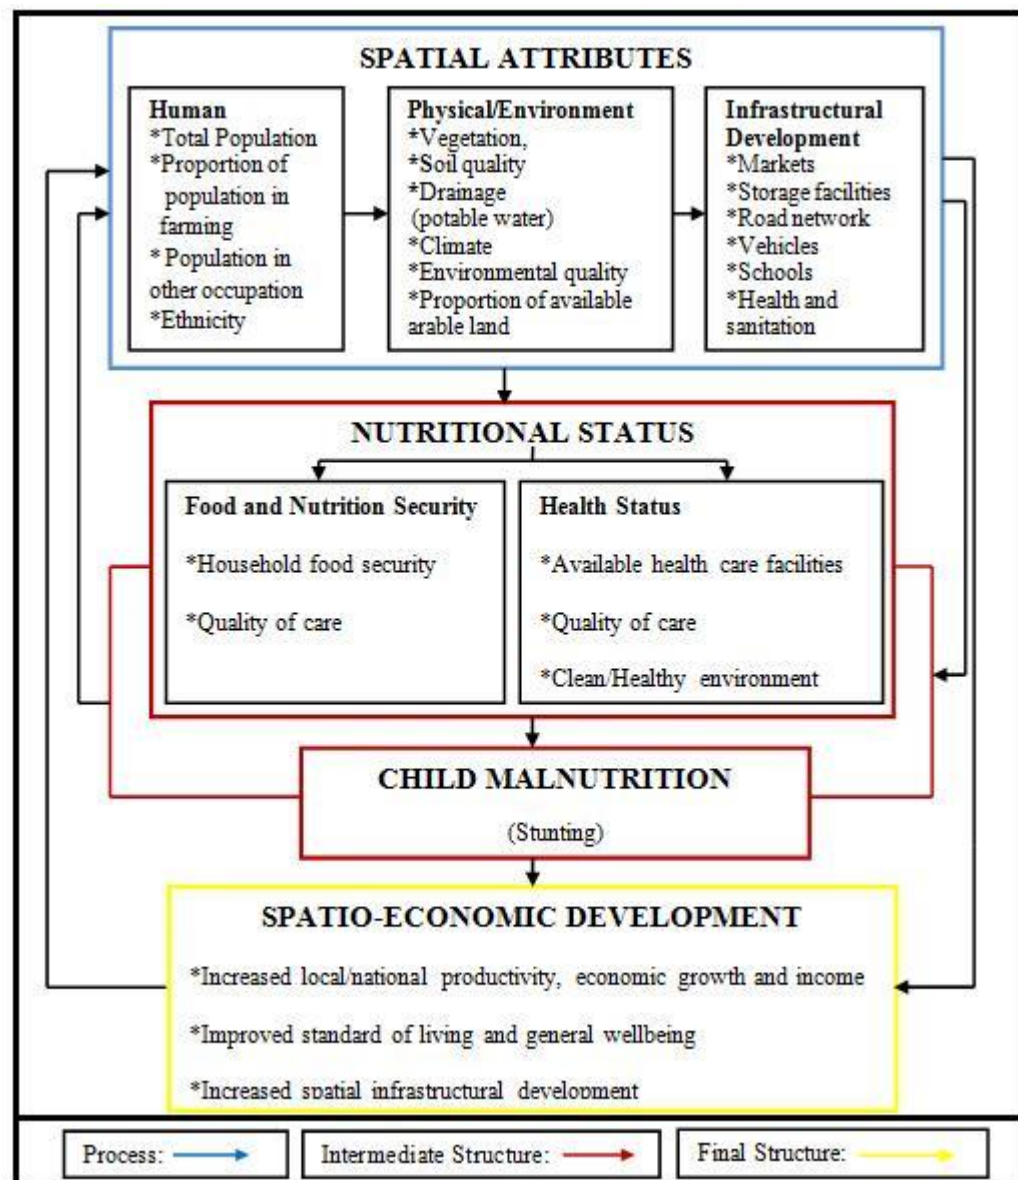 SPATIAL ATTRIBUTES
Human
*Total Population
*Proportion of
population in
farming
* Population in
other occupation
*Ethnicity
Physical/Environment
*Vegetation,
*Soil quality
*Drainage
(potable water)
*Climate
*Environmental quality
*Proportion of available
arable land
Infrastructural
Development
*Markets
*Storage facilities
*Road network
*Vehicles
*Schools
*Health and
sanitation
NUTRITIONAL STATUS
Food and Nutrition Security
*Household food security
*Quality of care
Health Status
*Available health care facilities
*Quality of care
*Clean/Healthy environment
CHILD MALNUTRITION
(Stunting)
SPATIO-ECONOMIC DEVELOPMENT
*Increased local/national productivity, economic growth and income
*Improved standard of living and general wellbeing
*Increased spatial infrastructural development
Process:
Intermediate Structure:
Final Structure: